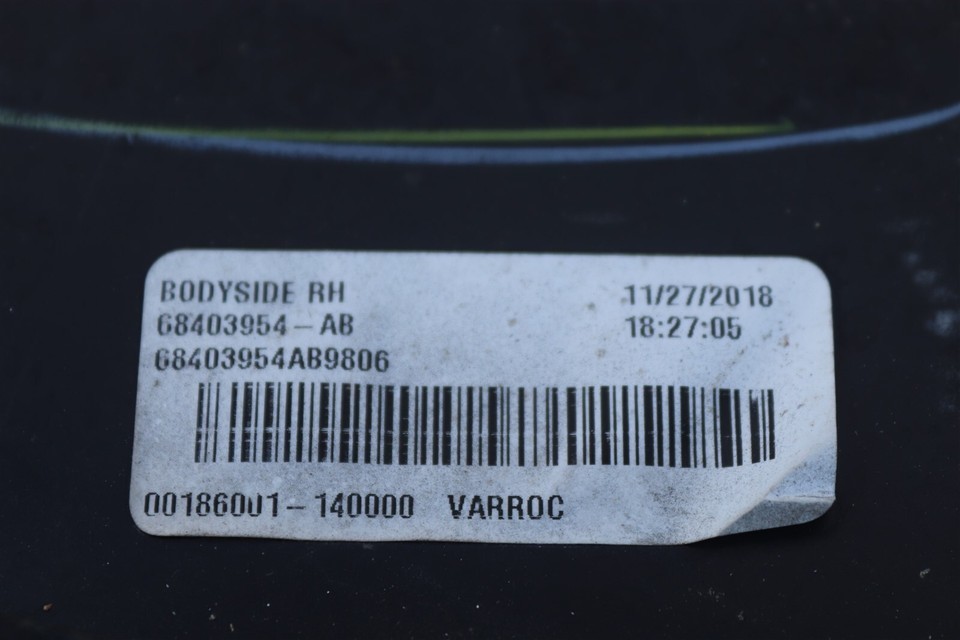 BODYSIDE RH 11/27/2018
68403954-AB 18:27:05
68403954AB9806
00186001-140000 VARROC